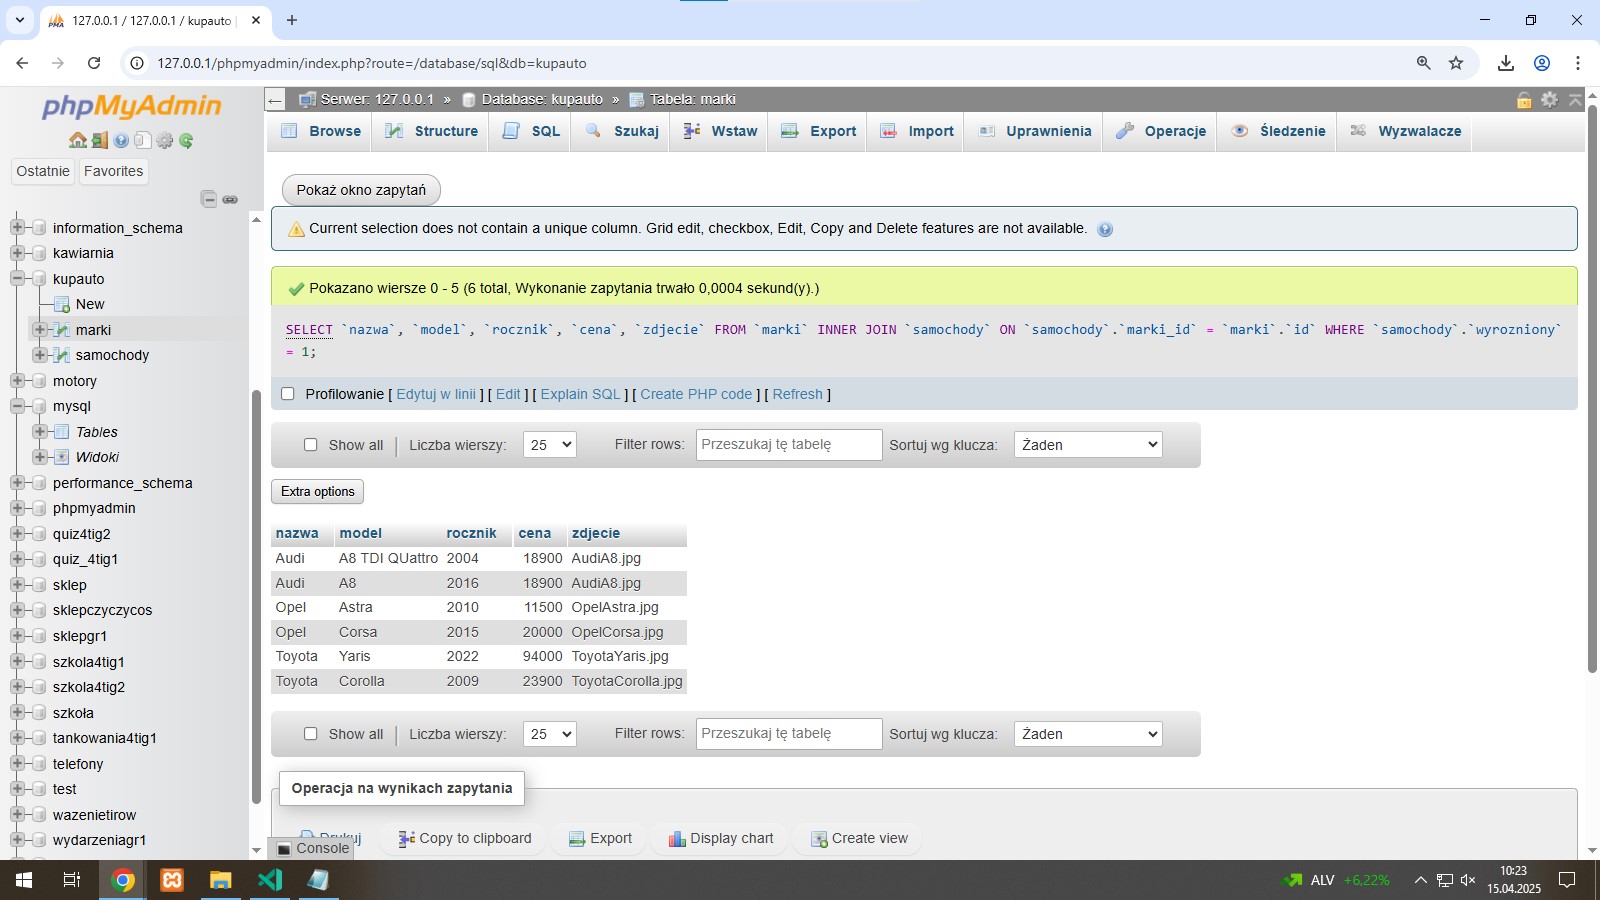 127.0.0.1 / 127.0.0.1 / kupauto
127.0.0.1/phpmyadmin/index.php?route=/database/sql&db=kupauto
phpMyAdmin
Ostatnie
Favorites
information_schema
kawiarnia
kupauto
New
marki
samochody
motory
mysql
Tables
Widoki
performance_schema
phpmyadmin
quiz4tig2
quiz_4tig1
sklep
sklepczyczycos
sklepgr1
szkola4tig1
szkola4tig2
szkoła
tankowania4tig1
telefony
test
wazenietirow
wydarzeniagr1
Serwer: 127.0.0.1 » Database: kupauto » Tabela: marki
Browse Structure SQL Szukaj Wstaw Export Import Uprawnienia Operacje Śledzenie Wyzwalacze
Pokaż okno zapytań
Current selection does not contain a unique column. Grid edit, checkbox, Edit, Copy and Delete features are not available.
Pokazano wiersze 0 - 5 (6 total, Wykonanie zapytania trwało 0,0004 sekund(y).)
SELECT `nazwa`, `model`, `rocznik`, `cena`, `zdjecie` FROM `marki` INNER JOIN `samochody` ON `samochody`.`marki_id` = `marki`.`id` WHERE `samochody`.`wyrozniony`
= 1;
Profilowanie [ Edytuj w linii ] [ Edit ] [ Explain SQL ] [ Create PHP code ] [ Refresh ]
Show all | Liczba wierszy: 25 Filter rows: Przeszukaj tę tabelę Sortuj wg klucza: Żaden
Extra options
nazwa model rocznik cena zdjecie
Audi A8 TDI QUattro 2004 18900 AudiA8.jpg
Audi A8 2016 18900 AudiA8.jpg
Opel Astra 2010 11500 OpelAstra.jpg
Opel Corsa 2015 20000 OpelCorsa.jpg
Toyota Yaris 2022 94000 ToyotaYaris.jpg
Toyota Corolla 2009 23900 ToyotaCorolla.jpg
Show all | Liczba wierszy: 25 Filter rows: Przeszukaj tę tabelę Sortuj wg klucza: Żaden
Operacja na wynikach zapytania
Drukuj Copy to clipboard Export Display chart Create view
Console
ALV +6,22%
10:23
15.04.2025